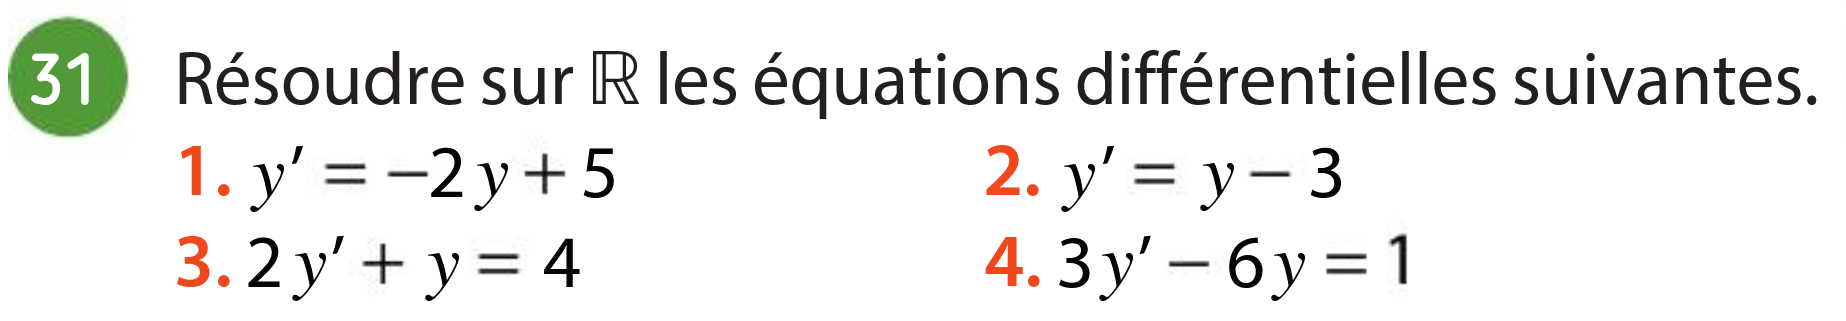 31 Résoudre sur ℝ les équations différentielles suivantes.
1. y′ = −2y + 5 2. y′ = y − 3
3. 2y′ + y = 4 4. 3y′ − 6y = 1